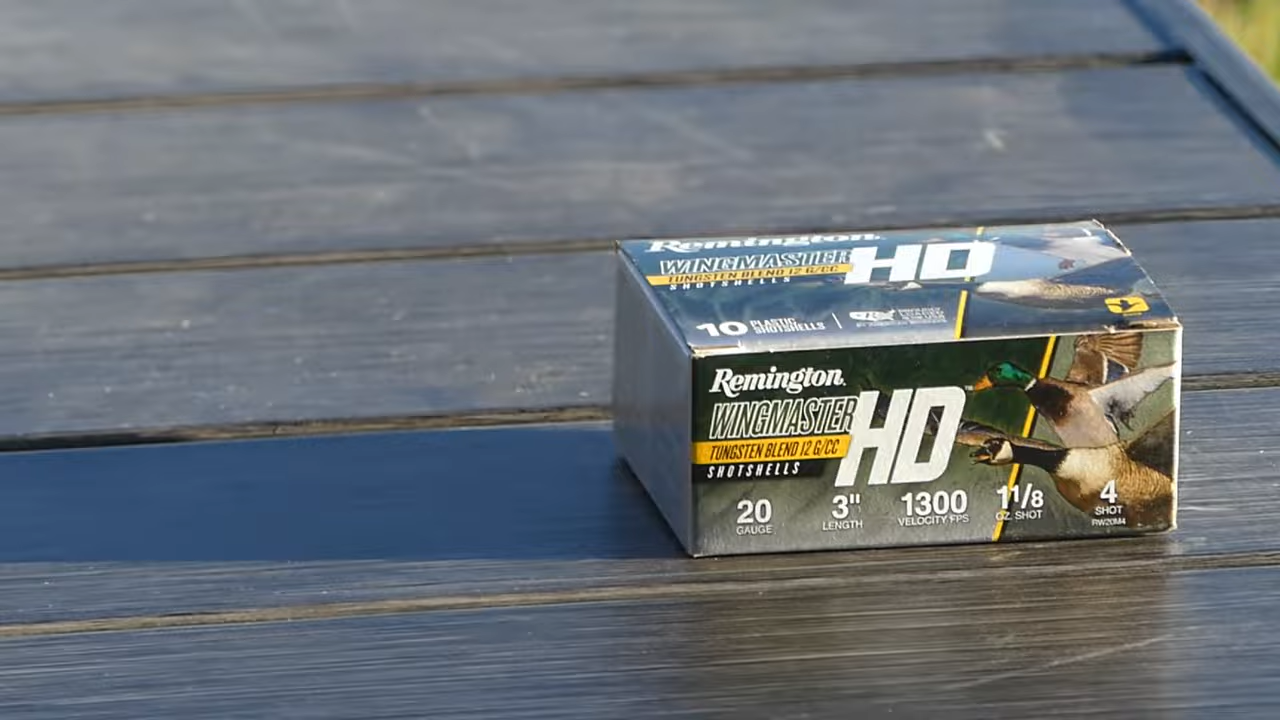 Remington.
WINGMASTER HD
TUNGSTEN BLEND 12 G/CC
SHOTSHELLS
10 PLASTIC SHOTSHELLS
Remington.
WINGMASTER HD™
TUNGSTEN BLEND 12 G/CC
SHOTSHELLS
20 GAUGE
3" LENGTH
1300 VELOCITY FPS
1 1/8 OZ. SHOT
4 SHOT
RW20M4